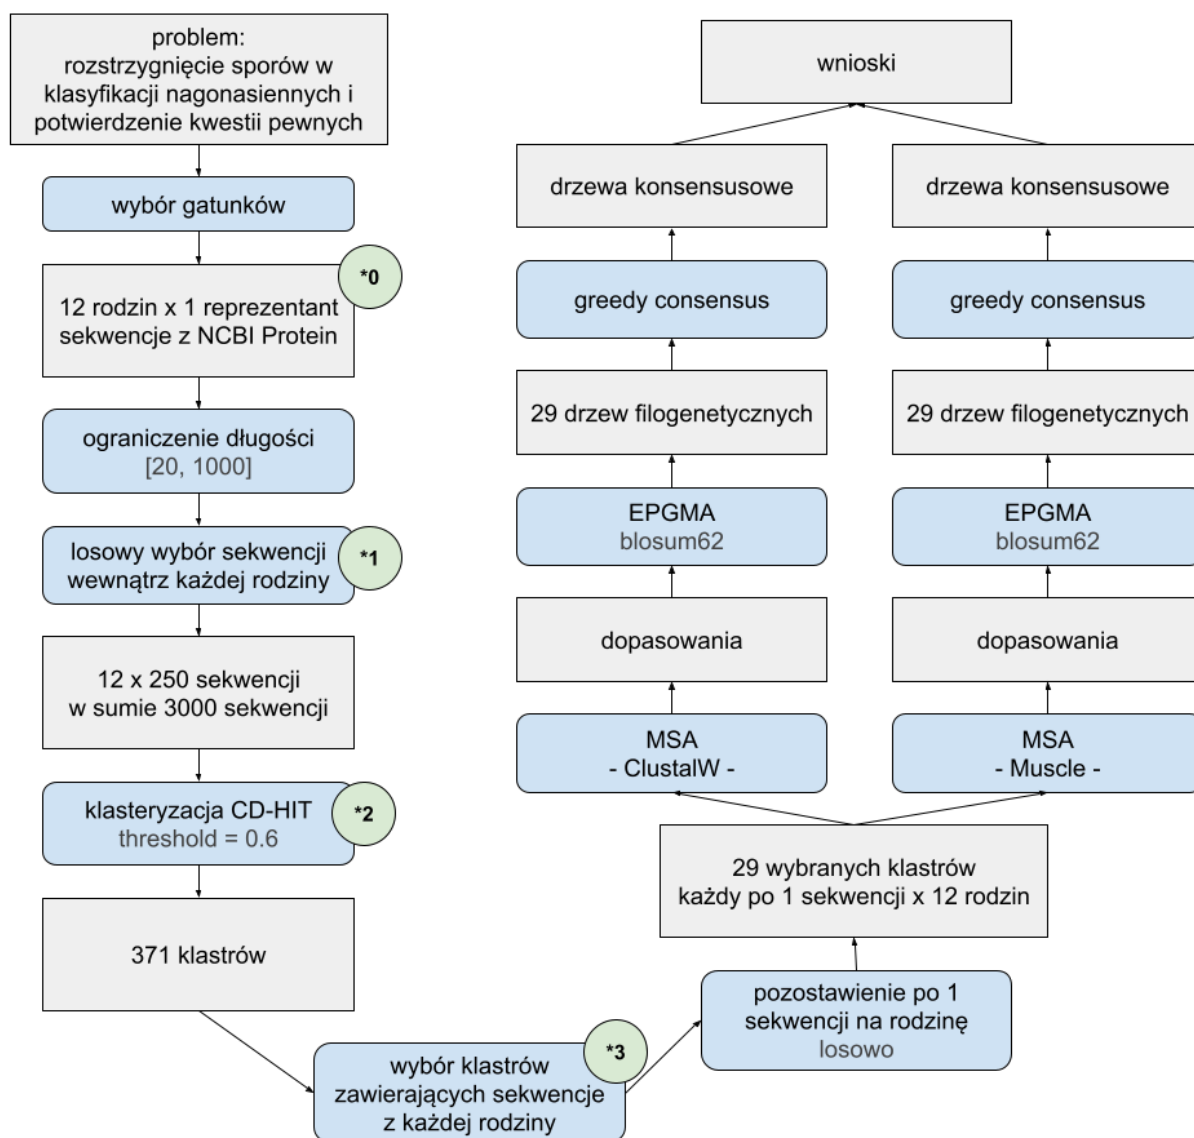 problem:
rozstrzygnięcie sporów w
klasyfikacji nagonasiennych i
potwierdzenie kwestii pewnych
wybór gatunków
*0
12 rodzin x 1 reprezentant
sekwencje z NCBI Protein
ograniczenie długości
[20, 1000]
losowy wybór sekwencji
wewnątrz każdej rodziny
*1
12 x 250 sekwencji
w sumie 3000 sekwencji
klasteryzacja CD-HIT
threshold = 0.6
*2
371 klastrów
wybór klastrów
zawierających sekwencje
z każdej rodziny
*3
pozostawienie po 1
sekwencji na rodzinę
losowo
29 wybranych klastrów
każdy po 1 sekwencji x 12 rodzin
MSA
- ClustalW -
dopasowania
EPGMA
blosum62
29 drzew filogenetycznych
greedy consensus
drzewa konsensusowe
MSA
- Muscle -
dopasowania
EPGMA
blosum62
29 drzew filogenetycznych
greedy consensus
drzewa konsensusowe
wnioski